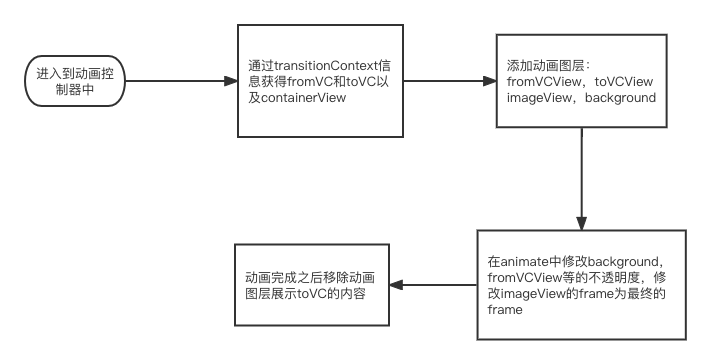 进入到动画控
制器中
通过transitionContext信
息获得fromVC和toVC以
及containerView
添加动画图层：
fromVCView，toVCView
imageView，background
在animate中修改background，
fromVCView等的不透明度，修
改imageView的frame为最终的
frame
动画完成之后移除动画
图层展示toVC的内容